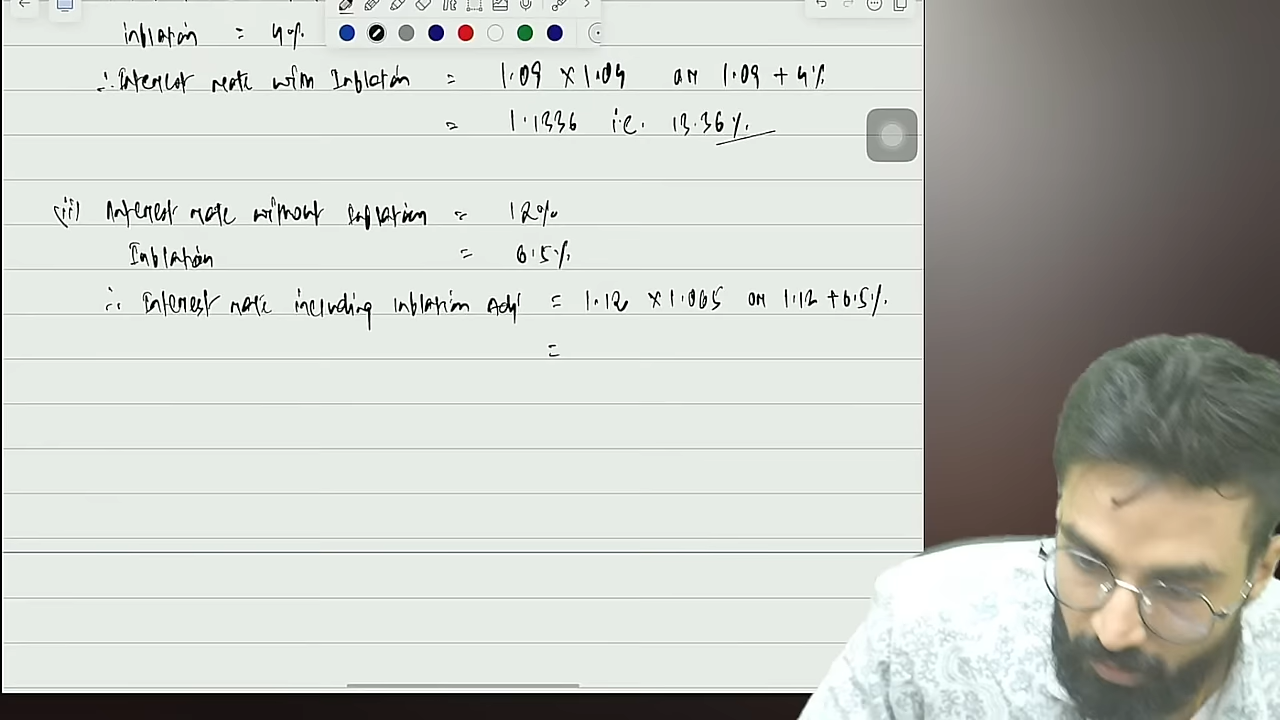 inflation = 4%
∴ Interest rate with Inflation = 1.09 × 1.04 or 1.09 + 4%
= 1.1336 i.e. 13.36%
(ii) Interest rate without Inflation = 12%
Inflation = 6.5%
∴ Interest rate including inflation Adj = 1.12 × 1.065 or 1.12 + 6.5%
=